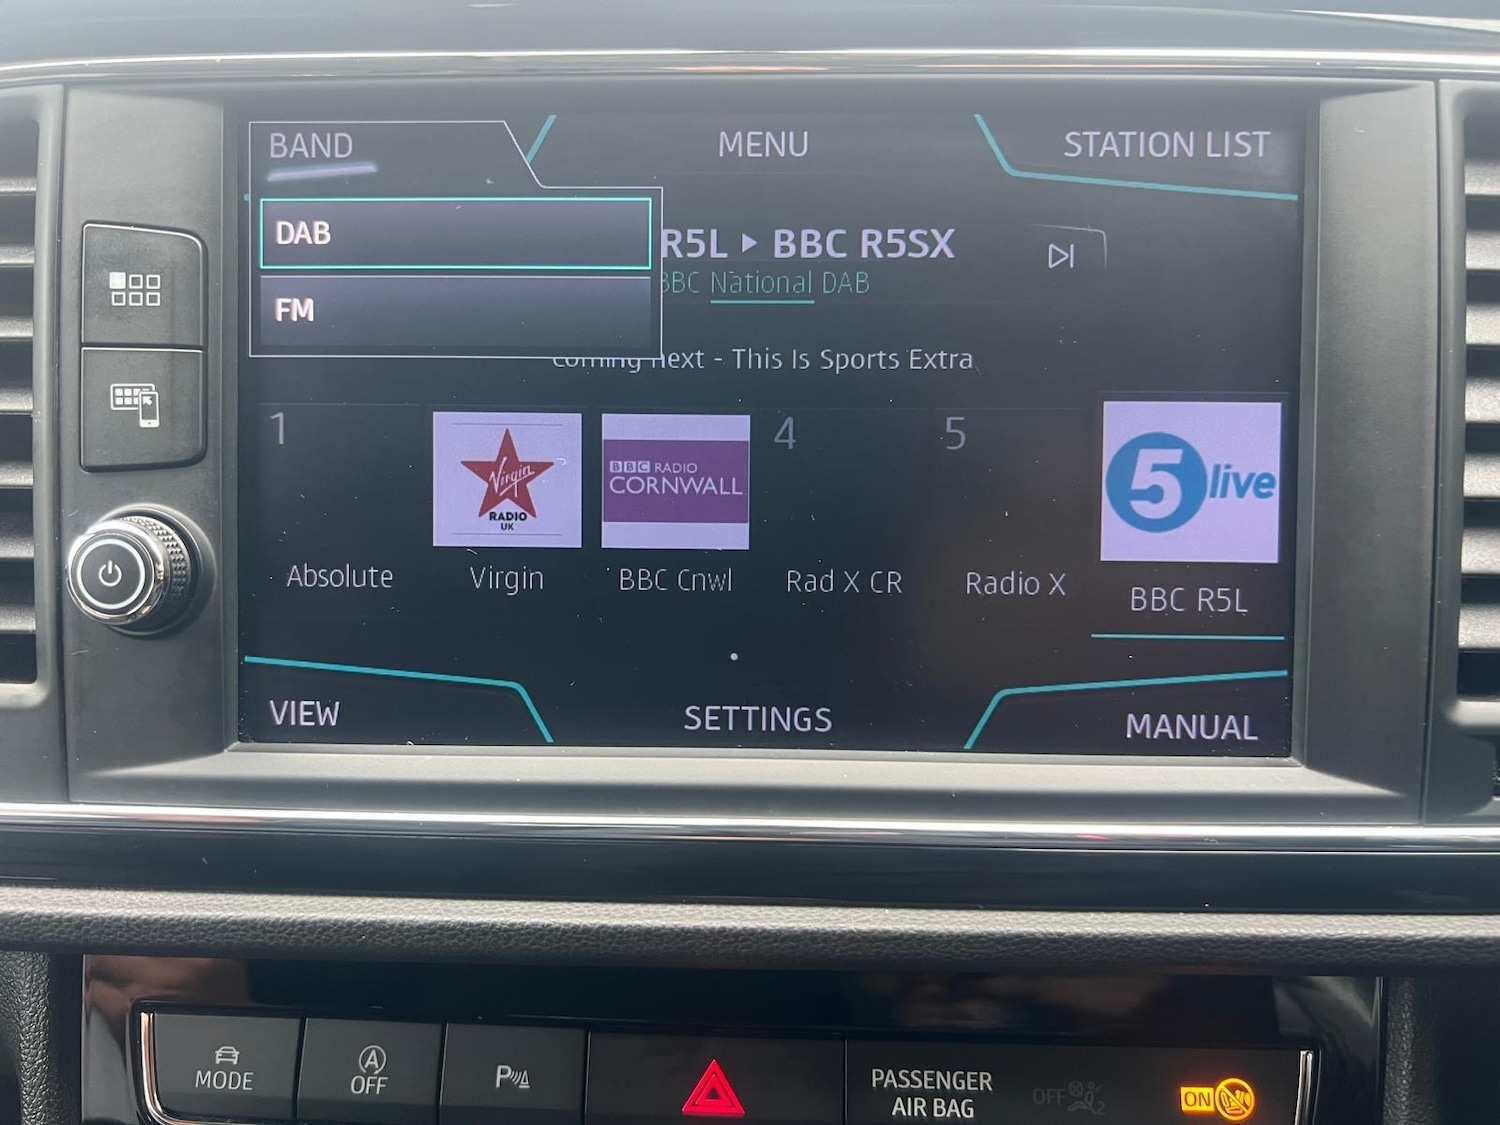 BAND
MENU
STATION LIST
DAB
FM
R5L ▸ BBC R5SX
BBC National DAB
coming next - This Is Sports Extra
1
Virgin
RADIO
UK
BBC RADIO
CORNWALL
4
5
5 live
Absolute
Virgin
BBC Cnwl
Rad X CR
Radio X
BBC R5L
VIEW
SETTINGS
MANUAL
MODE
A
OFF
P
PASSENGER
AIR BAG
OFF
2
ON